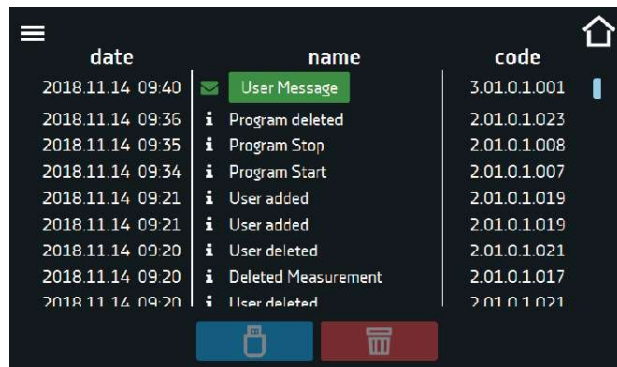 date name code
2018.11.14 09:40 User Message 3.01.0.1.001
2018.11.14 09:36 i Program deleted 2.01.0.1.023
2018.11.14 09:35 i Program Stop 2.01.0.1.008
2018.11.14 09:34 i Program Start 2.01.0.1.007
2018.11.14 09:21 i User added 2.01.0.1.019
2018.11.14 09:21 i User added 2.01.0.1.019
2018.11.14 09:20 i User deleted 2.01.0.1.021
2018.11.14 09:20 i Deleted Measurement 2.01.0.1.017
2018.11.14 09:20 i User deleted 2.01.0.1.021